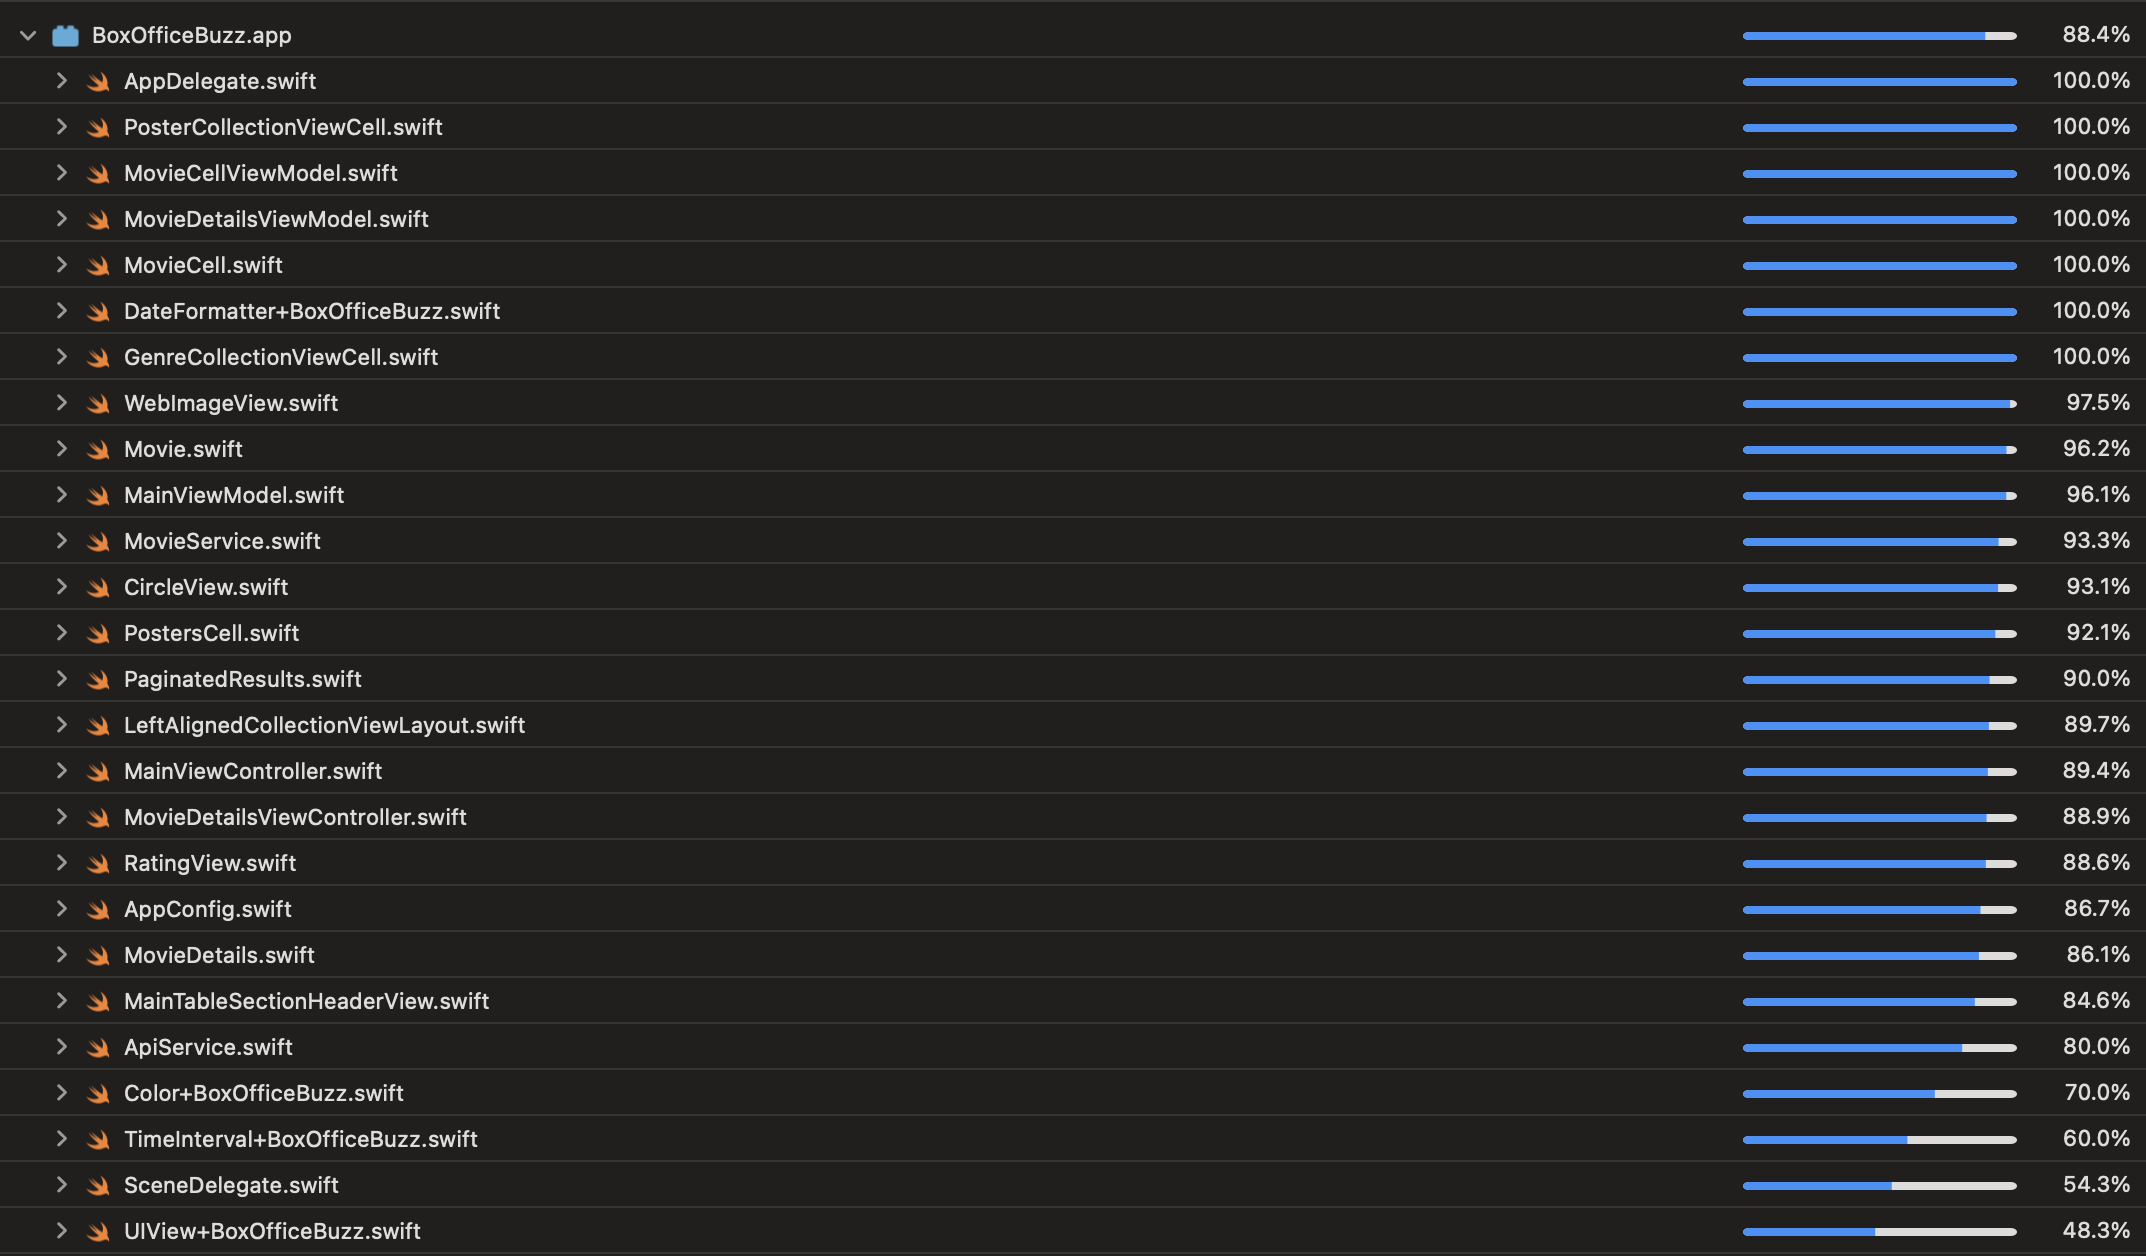 BoxOfficeBuzz.app 88.4%
AppDelegate.swift 100.0%
PosterCollectionViewCell.swift 100.0%
MovieCellViewModel.swift 100.0%
MovieDetailsViewModel.swift 100.0%
MovieCell.swift 100.0%
DateFormatter+BoxOfficeBuzz.swift 100.0%
GenreCollectionViewCell.swift 100.0%
WebImageView.swift 97.5%
Movie.swift 96.2%
MainViewModel.swift 96.1%
MovieService.swift 93.3%
CircleView.swift 93.1%
PostersCell.swift 92.1%
PaginatedResults.swift 90.0%
LeftAlignedCollectionViewLayout.swift 89.7%
MainViewController.swift 89.4%
MovieDetailsViewController.swift 88.9%
RatingView.swift 88.6%
AppConfig.swift 86.7%
MovieDetails.swift 86.1%
MainTableSectionHeaderView.swift 84.6%
ApiService.swift 80.0%
Color+BoxOfficeBuzz.swift 70.0%
TimeInterval+BoxOfficeBuzz.swift 60.0%
SceneDelegate.swift 54.3%
UIView+BoxOfficeBuzz.swift 48.3%